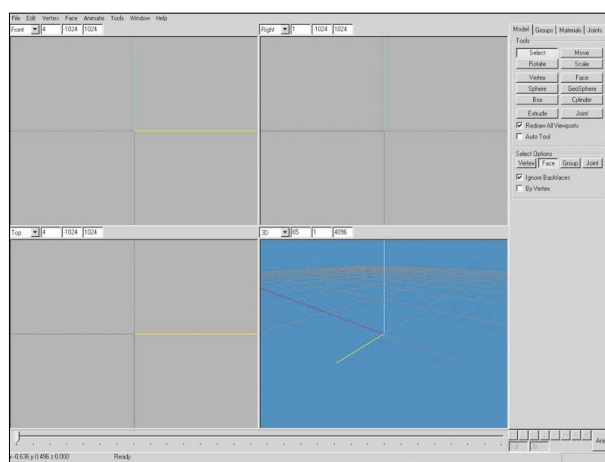 File Edit Vertex Face Animate Tools Window Help
Front 4 -1024 1024
Right 1 -1024 1024
Model Groups Materials Joints
Tools
Select Move
Rotate Scale
Vertex Face
Sphere GeoSphere
Box Cylinder
Extrude Joint
Redraw All Viewports
Auto Tool
Select Options
Vertex Face Group Joint
Ignore Backfaces
By Vertex
Top 4 -1024 1024
3D 65 1 4096
1.0 30
x -0.636 y 0.496 z 0.000 Ready.